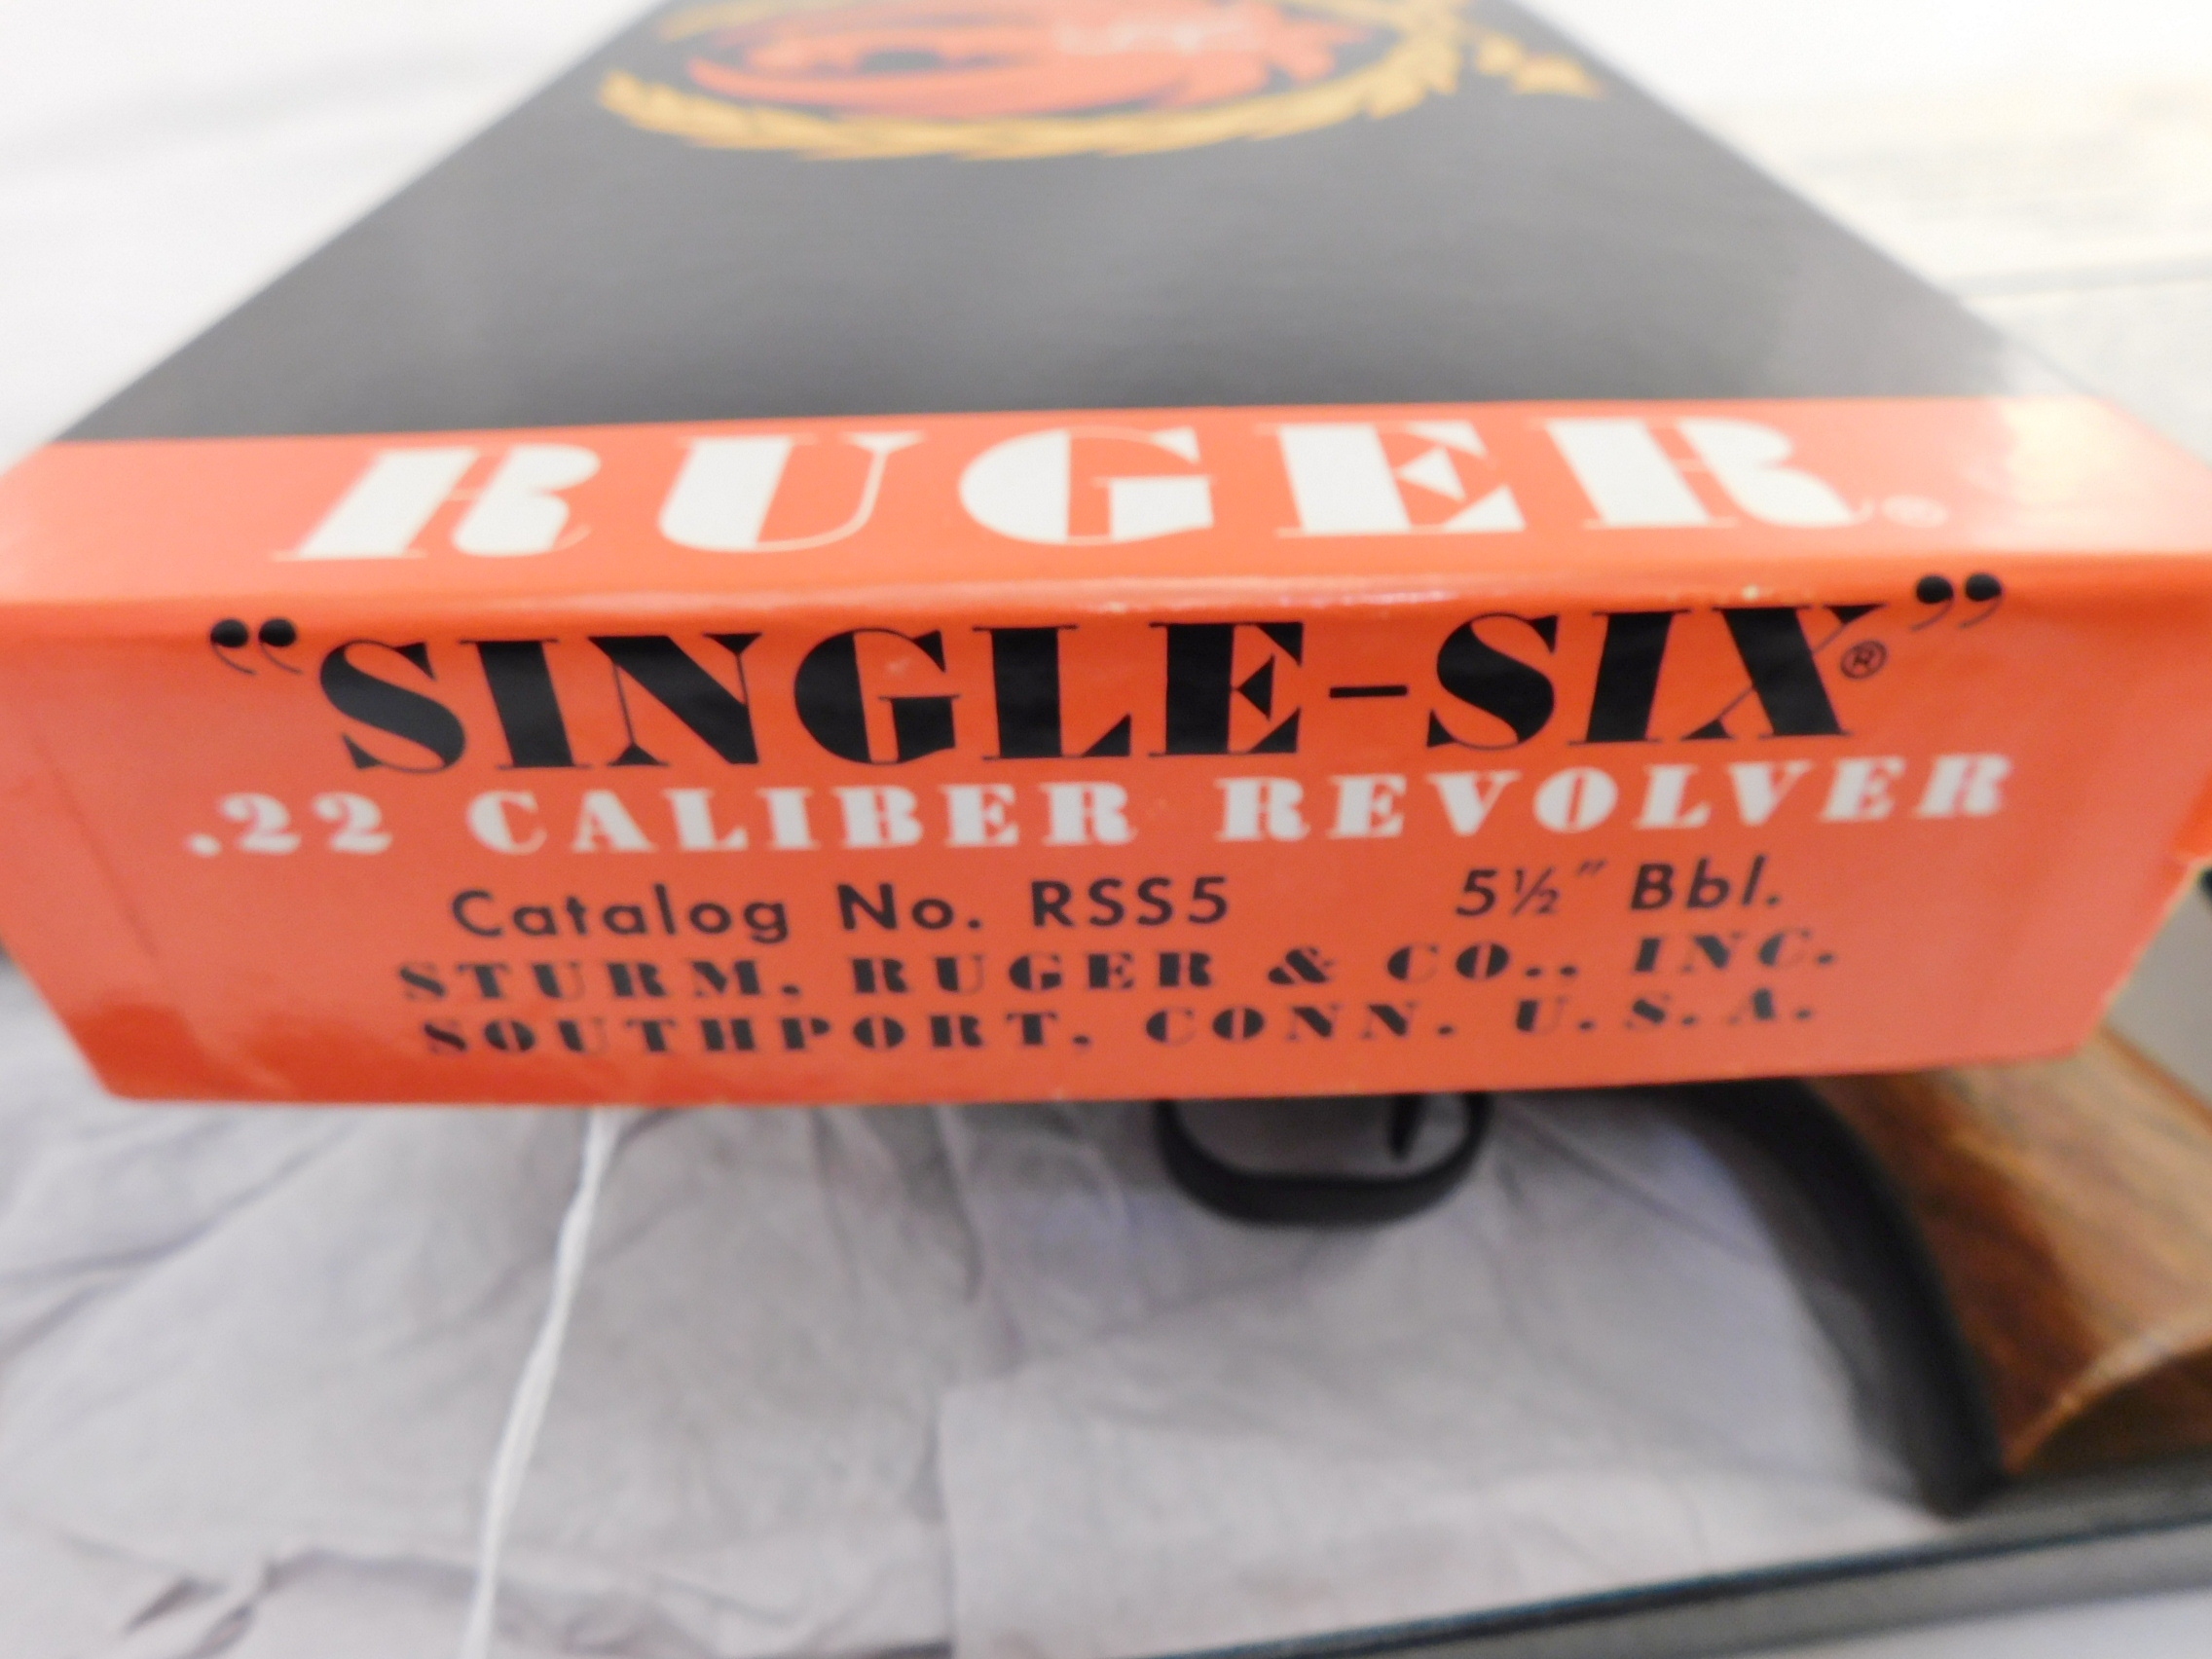 RUGER®
“SINGLE-SIX®”
.22 CALIBER REVOLVER
Catalog No. RSS5 5½″ Bbl.
STURM, RUGER & CO., INC.
SOUTHPORT, CONN. U. S. A.